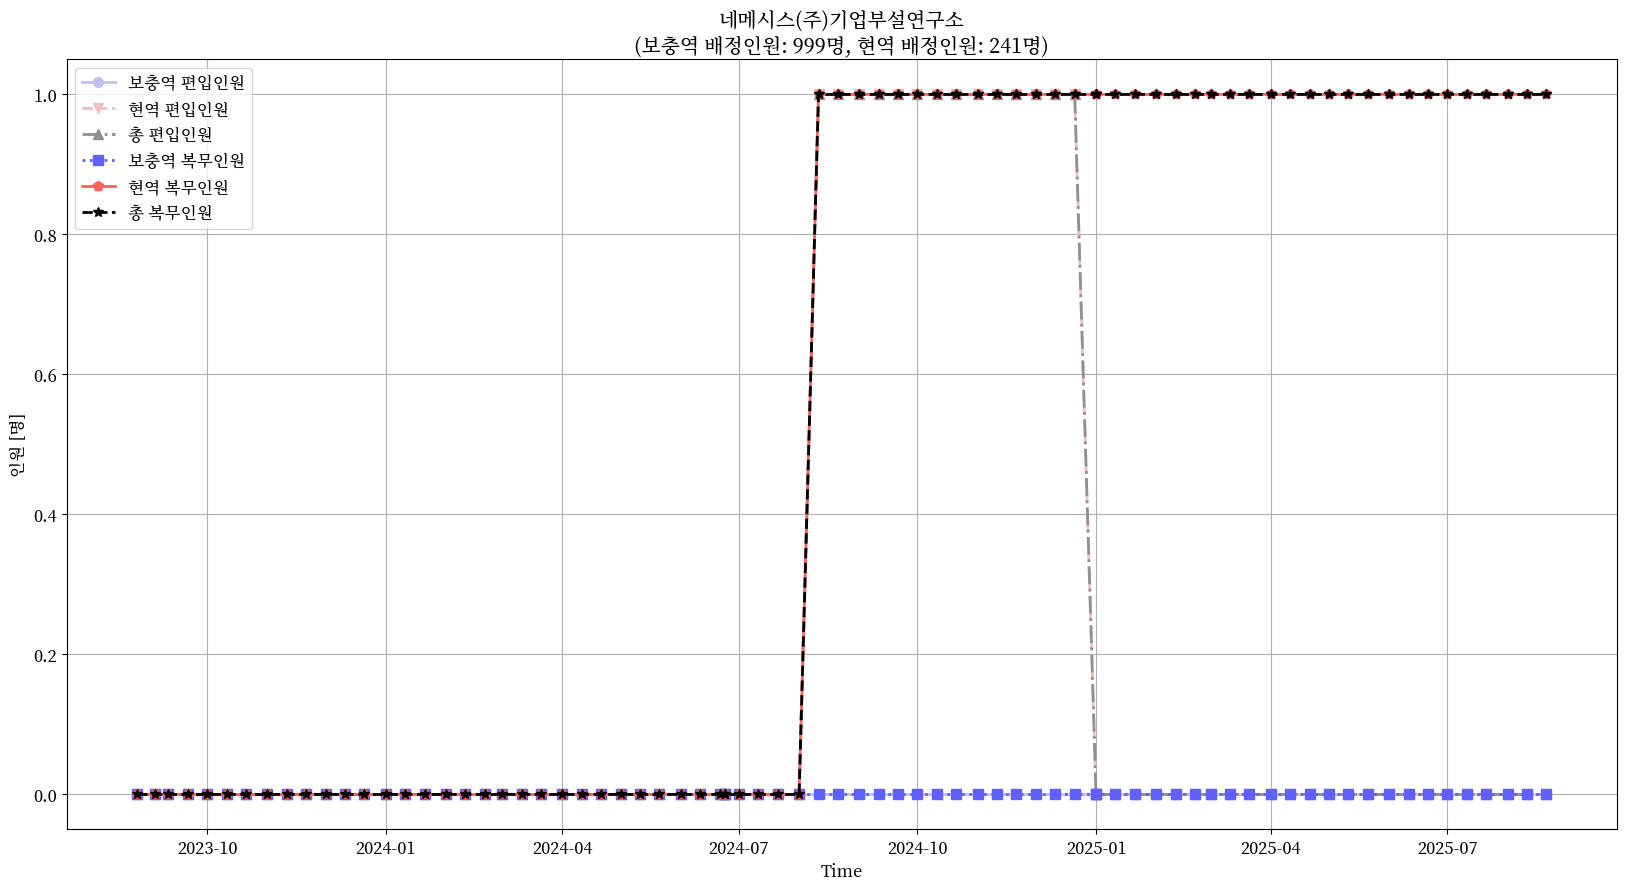 네메시스(주)기업부설연구소
(보충역 배정인원: 999명, 현역 배정인원: 241명)
보충역 편입인원
현역 편입인원
총 편입인원
보충역 복무인원
현역 복무인원
총 복무인원
1.0
0.8
0.6
0.4
0.2
0.0
인원 [명]
2023-10
2024-01
2024-04
2024-07
2024-10
2025-01
2025-04
2025-07
Time